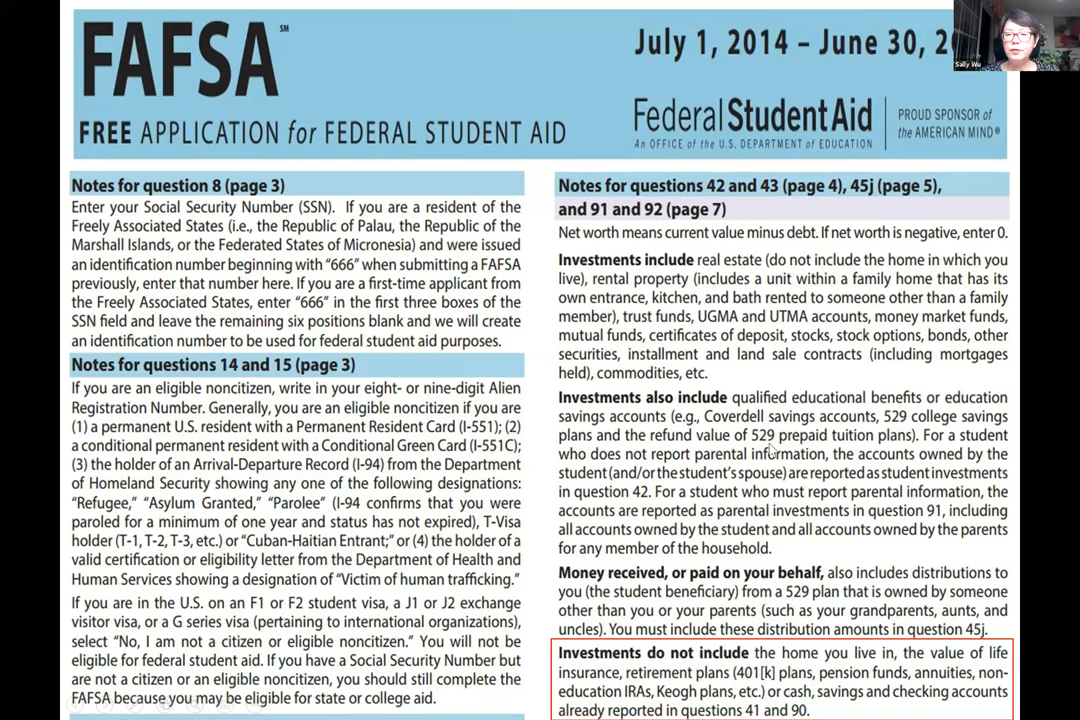 FAFSA℠
July 1, 2014 – June 30, 2
FREE APPLICATION for FEDERAL STUDENT AID
Federal Student Aid
An OFFICE of the U.S. DEPARTMENT of EDUCATION
PROUD SPONSOR of
the AMERICAN MIND®
Sally Wu
Notes for question 8 (page 3)
Enter your Social Security Number (SSN). If you are a resident of the
Freely Associated States (i.e., the Republic of Palau, the Republic of the
Marshall Islands, or the Federated States of Micronesia) and were issued
an identification number beginning with “666” when submitting a FAFSA
previously, enter that number here. If you are a first-time applicant from
the Freely Associated States, enter “666” in the first three boxes of the
SSN field and leave the remaining six positions blank and we will create
an identification number to be used for federal student aid purposes.
Notes for questions 14 and 15 (page 3)
If you are an eligible noncitizen, write in your eight- or nine-digit Alien
Registration Number. Generally, you are an eligible noncitizen if you are
(1) a permanent U.S. resident with a Permanent Resident Card (I-551); (2)
a conditional permanent resident with a Conditional Green Card (I-551C);
(3) the holder of an Arrival-Departure Record (I-94) from the Department
of Homeland Security showing any one of the following designations:
“Refugee,” “Asylum Granted,” “Parolee” (I-94 confirms that you were
paroled for a minimum of one year and status has not expired), T-Visa
holder (T-1, T-2, T-3, etc.) or “Cuban-Haitian Entrant;” or (4) the holder of a
valid certification or eligibility letter from the Department of Health and
Human Services showing a designation of “Victim of human trafficking.”
If you are in the U.S. on an F1 or F2 student visa, a J1 or J2 exchange
visitor visa, or a G series visa (pertaining to international organizations),
select “No, I am not a citizen or eligible noncitizen.” You will not be
eligible for federal student aid. If you have a Social Security Number but
are not a citizen or an eligible noncitizen, you should still complete the
FAFSA because you may be eligible for state or college aid.
Notes for questions 42 and 43 (page 4), 45j (page 5),
and 91 and 92 (page 7)
Net worth means current value minus debt. If net worth is negative, enter 0.
Investments include real estate (do not include the home in which you
live), rental property (includes a unit within a family home that has its
own entrance, kitchen, and bath rented to someone other than a family
member), trust funds, UGMA and UTMA accounts, money market funds,
mutual funds, certificates of deposit, stocks, stock options, bonds, other
securities, installment and land sale contracts (including mortgages
held), commodities, etc.
Investments also include qualified educational benefits or education
savings accounts (e.g., Coverdell savings accounts, 529 college savings
plans and the refund value of 529 prepaid tuition plans). For a student
who does not report parental information, the accounts owned by the
student (and/or the student’s spouse) are reported as student investments
in question 42. For a student who must report parental information, the
accounts are reported as parental investments in question 91, including
all accounts owned by the student and all accounts owned by the parents
for any member of the household.
Money received, or paid on your behalf, also includes distributions to
you (the student beneficiary) from a 529 plan that is owned by someone
other than you or your parents (such as your grandparents, aunts, and
uncles). You must include these distribution amounts in question 45j.
Investments do not include the home you live in, the value of life
insurance, retirement plans (401[k] plans, pension funds, annuities, non-
education IRAs, Keogh plans, etc.) or cash, savings and checking accounts
already reported in questions 41 and 90.